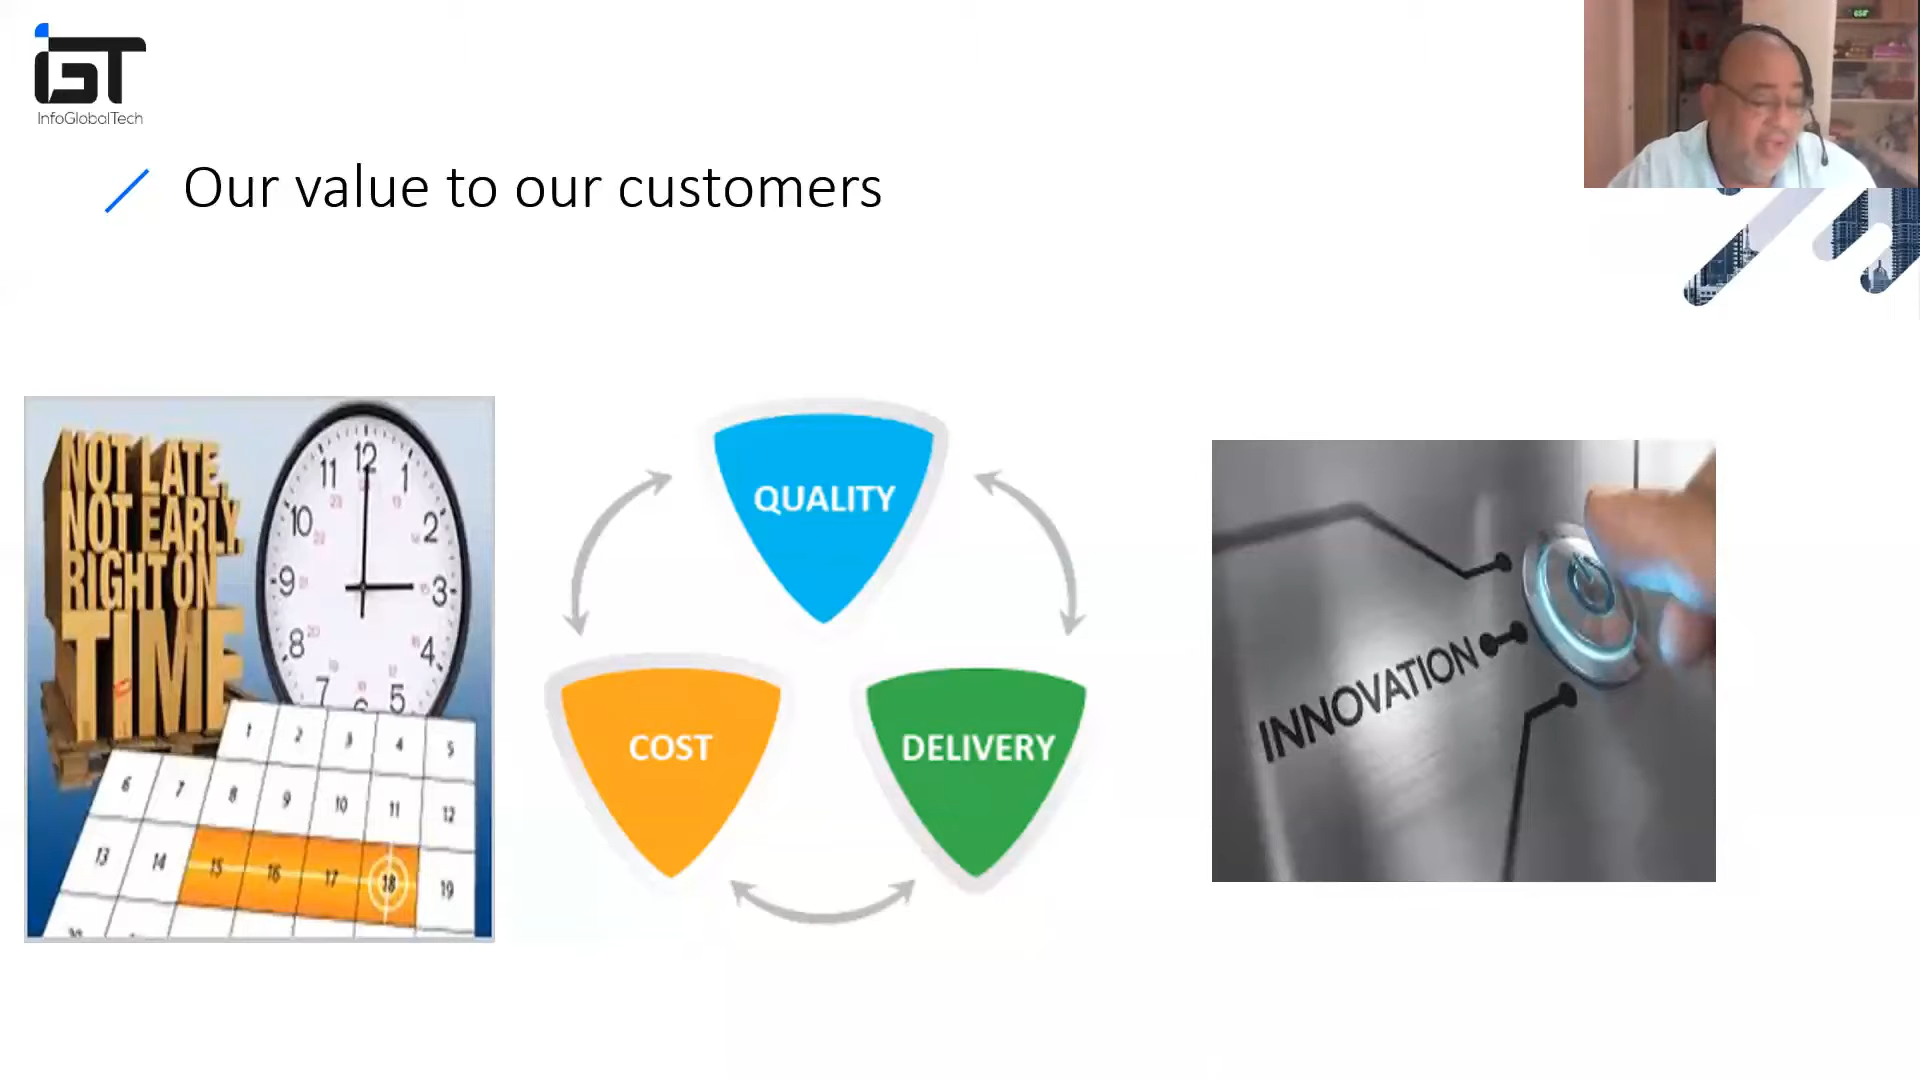 iGT
InfoGlobalTech
Our value to our customers
NOT LATE,
NOT EARLY,
RIGHT ON
TIME
12
11 1
10 2
9 3
8 4
7 5
6
1 2 3 4 5
6 7 8 9 10 11 12
13 14 15 16 17 18 19
QUALITY
COST
DELIVERY
INNOVATION